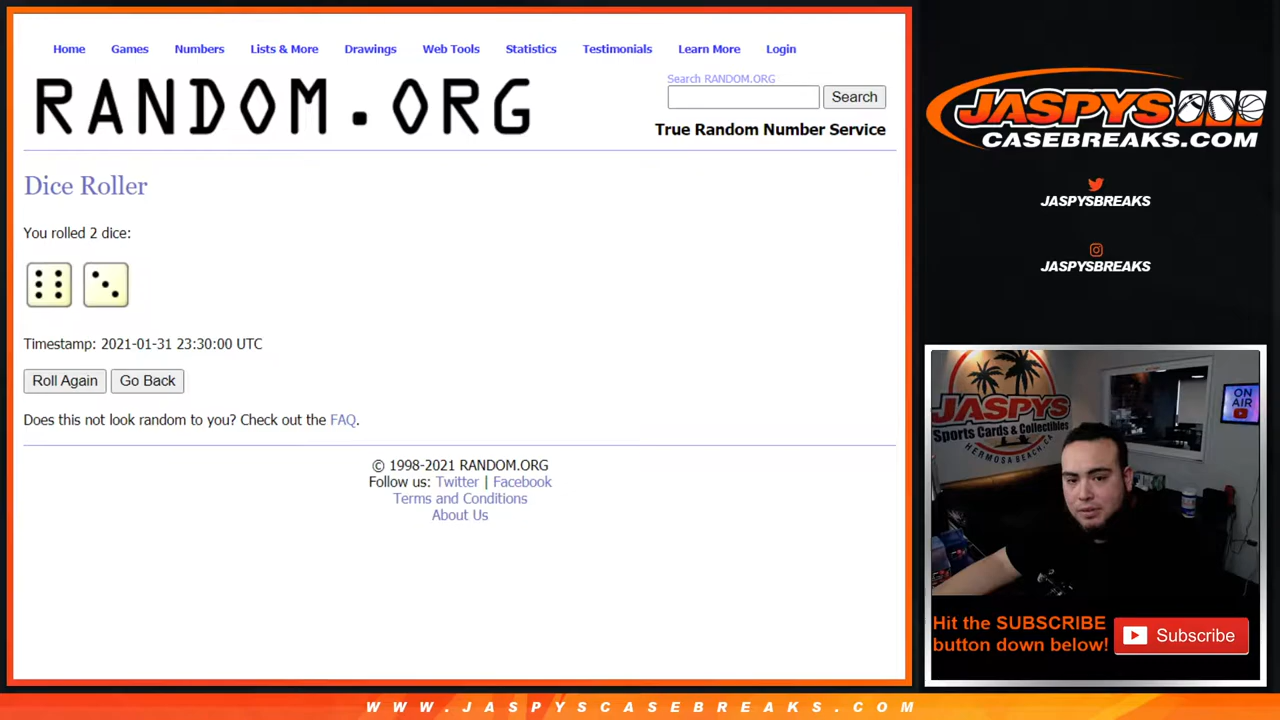 Home Games Numbers Lists & More Drawings Web Tools Statistics Testimonials Learn More Login
RANDOM.ORG
Search RANDOM.ORG
Search
True Random Number Service
Dice Roller
You rolled 2 dice:
Timestamp: 2021-01-31 23:30:00 UTC
Roll Again Go Back
Does this not look random to you? Check out the FAQ.
© 1998-2021 RANDOM.ORG
Follow us: Twitter | Facebook
Terms and Conditions
About Us
JASPYS
CASEBREAKS.COM
JASPYSBREAKS
JASPYSBREAKS
JASPYS
Sports Cards & Collectibles
HERMOSA BEACH, CA
ON
AIR
Hit the SUBSCRIBE
button down below!
Subscribe
WWW.JASPYSCASEBREAKS.COM